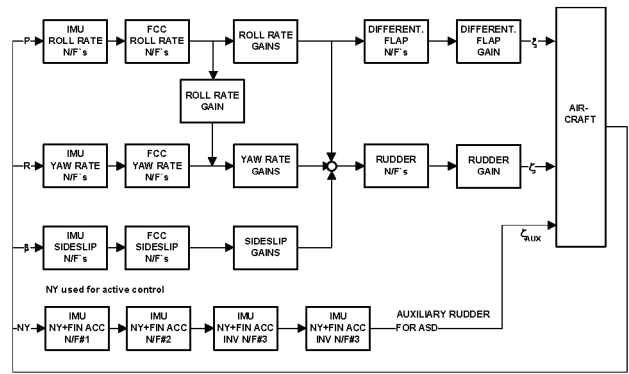 P
IMU
ROLL RATE
N/F`s
FCC
ROLL RATE
N/F`s
ROLL RATE
GAINS
DIFFERENT.
FLAP
N/F`s
DIFFERENT.
FLAP
GAIN
ξ
AIR-
CRAFT
ROLL RATE
GAIN
R
IMU
YAW RATE
N/F`s
FCC
YAW RATE
N/F`s
YAW RATE
GAINS
RUDDER
N/F`s
RUDDER
GAIN
ζ
β
IMU
SIDESLIP
N/F`s
FCC
SIDESLIP
N/F`s
SIDESLIP
GAINS
ζAUX
NY used for active control
NY
IMU
NY+FIN ACC
N/F#1
IMU
NY+FIN ACC
N/F#2
IMU
NY+FIN ACC
INV N/F#3
IMU
NY+FIN ACC
INV N/F#3
AUXILIARY RUDDER
FOR ASD